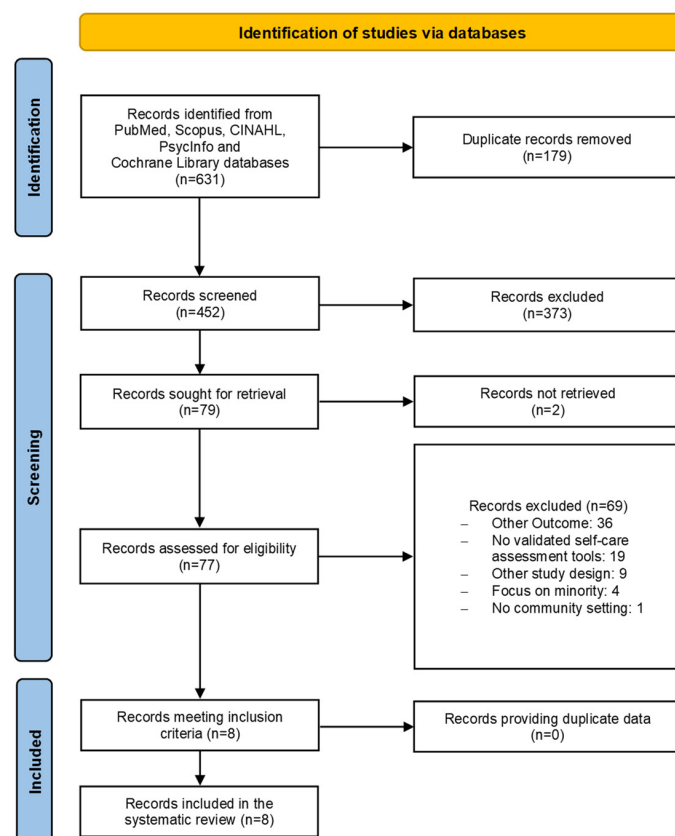 Identification of studies via databases
Identification
Records identified from
PubMed, Scopus, CINAHL,
PsycInfo and
Cochrane Library databases
(n=631)
Duplicate records removed
(n=179)
Screening
Records screened
(n=452)
Records excluded
(n=373)
Records sought for retrieval
(n=79)
Records not retrieved
(n=2)
Records assessed for eligibility
(n=77)
Records excluded (n=69)
– Other Outcome: 36
– No validated self-care
assessment tools: 19
– Other study design: 9
– Focus on minority: 4
– No community setting: 1
Included
Records meeting inclusion
criteria (n=8)
Records providing duplicate data
(n=0)
Records included in the
systematic review (n=8)